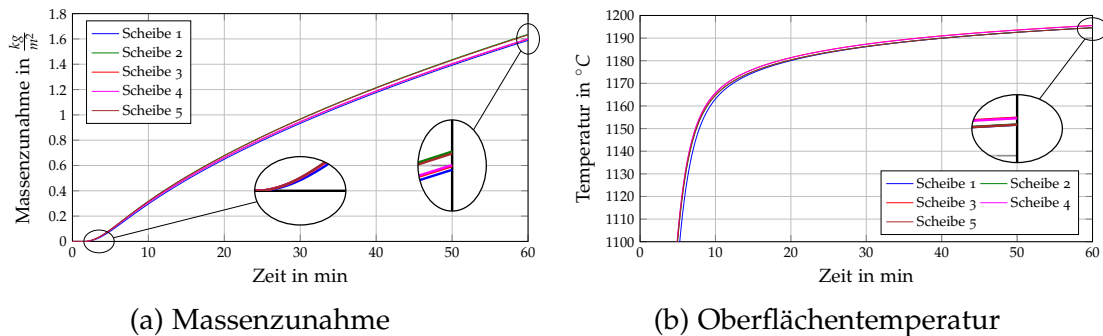 Massenzunahme in kg/m²
1.6
1.4
1.2
1
0.8
0.6
0.4
0.2
0
Scheibe 1
Scheibe 2
Scheibe 3
Scheibe 4
Scheibe 5
0 10 20 30 40 50 60
Zeit in min
(a) Massenzunahme
Temperatur in °C
1200
1190
1180
1170
1160
1150
1140
1130
1120
1110
1100
Scheibe 1 Scheibe 2
Scheibe 3 Scheibe 4
Scheibe 5
0 10 20 30 40 50 60
Zeit in min
(b) Oberflächentemperatur